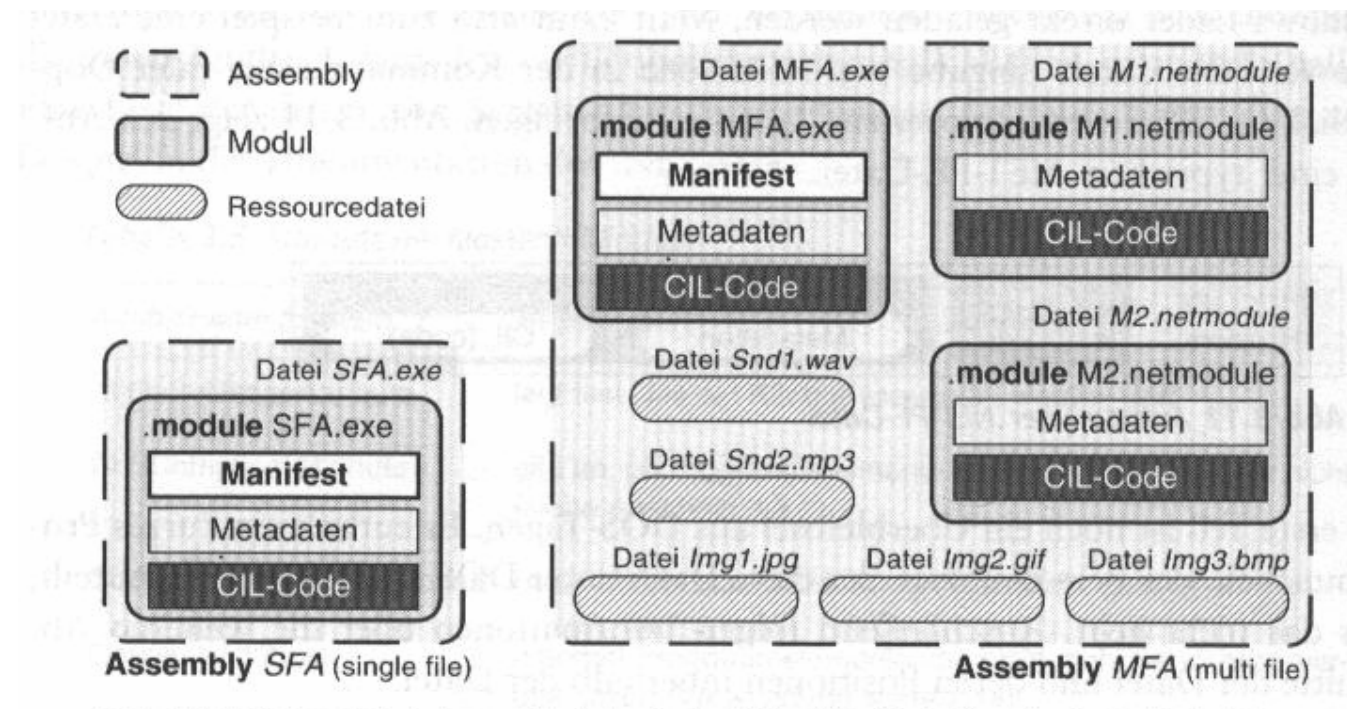 Assembly
Modul
Ressourcedatei
Datei SFA.exe
.module SFA.exe
Manifest
Metadaten
CIL-Code
Assembly SFA (single file)
Datei MFA.exe
.module MFA.exe
Manifest
Metadaten
CIL-Code
Datei M1.netmodule
.module M1.netmodule
Metadaten
CIL-Code
Datei M2.netmodule
.module M2.netmodule
Metadaten
CIL-Code
Datei Snd1.wav
Datei Snd2.mp3
Datei Img1.jpg
Datei Img2.gif
Datei Img3.bmp
Assembly MFA (multi file)